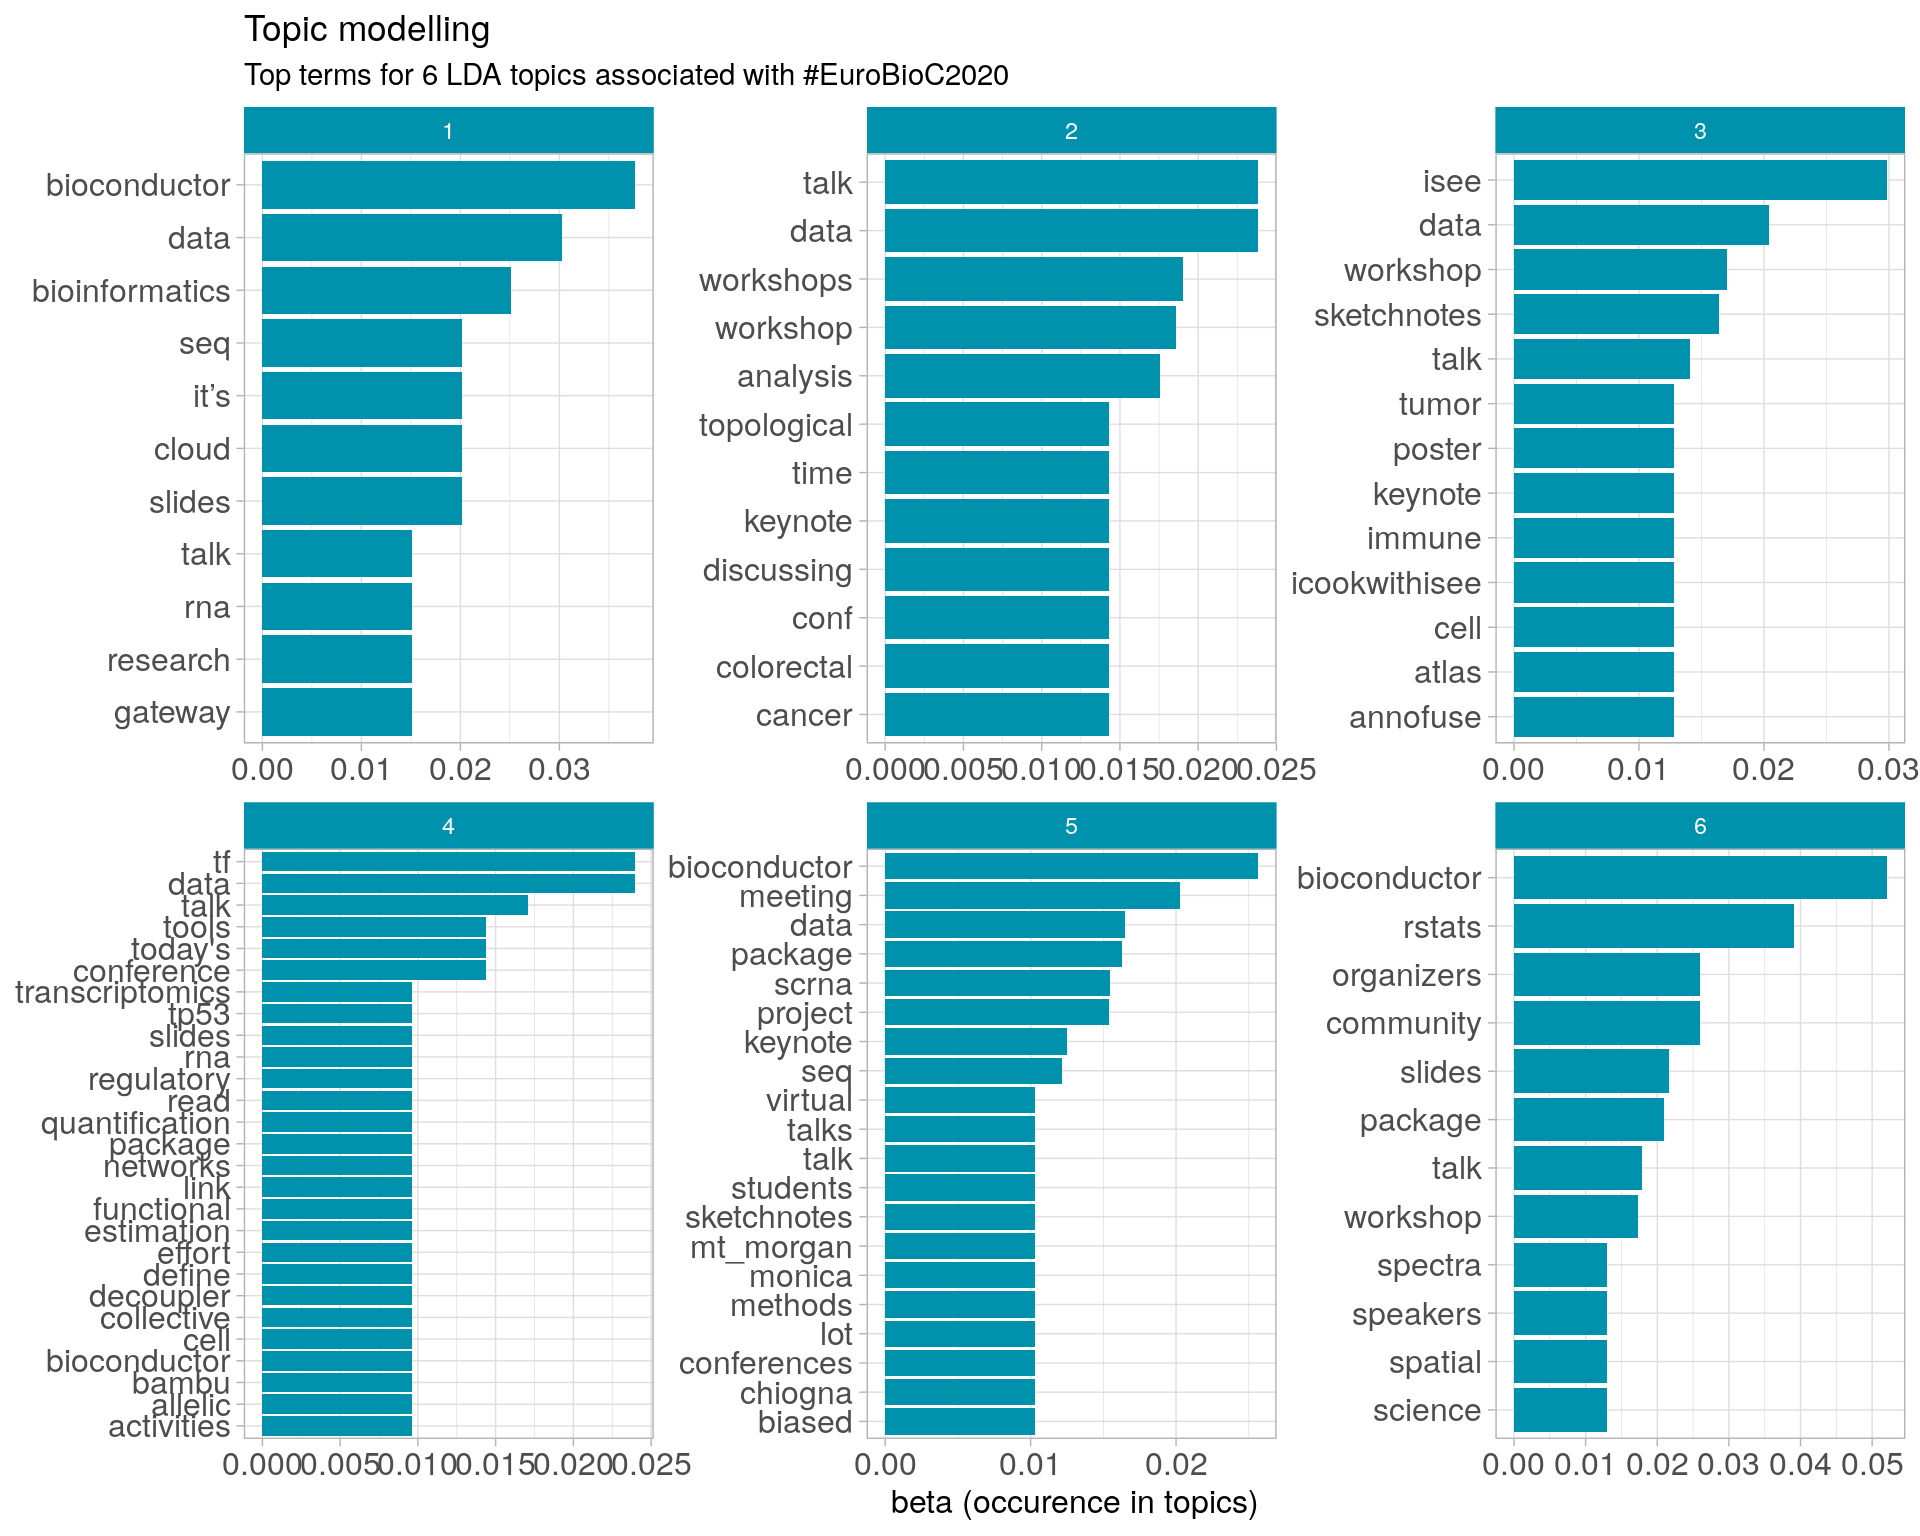 Topic modelling
Top terms for 6 LDA topics associated with #EuroBioC2020
1
bioconductor
data
bioinformatics
seq
it’s
cloud
slides
talk
rna
research
gateway
0.00 0.01 0.02 0.03
2
talk
data
workshops
workshop
analysis
topological
time
keynote
discussing
conf
colorectal
cancer
0.000 0.005 0.010 0.015 0.020 0.025
3
isee
data
workshop
sketchnotes
talk
tumor
poster
keynote
immune
icookwithisee
cell
atlas
annofuse
0.00 0.01 0.02 0.03
4
tf
data
talk
tools
today's
conference
transcriptomics
tp53
slides
rna
regulatory
read
quantification
package
networks
link
functional
estimation
effort
define
decoupler
collective
cell
bioconductor
bambu
allelic
activities
0.000 0.005 0.010 0.015 0.020 0.025
5
bioconductor
meeting
data
package
scrna
project
keynote
seq
virtual
talks
talk
students
sketchnotes
mt_morgan
monica
methods
lot
conferences
chiogna
biased
0.00 0.01 0.02
6
bioconductor
rstats
organizers
community
slides
package
talk
workshop
spectra
speakers
spatial
science
0.00 0.01 0.02 0.03 0.04 0.05
beta (occurence in topics)